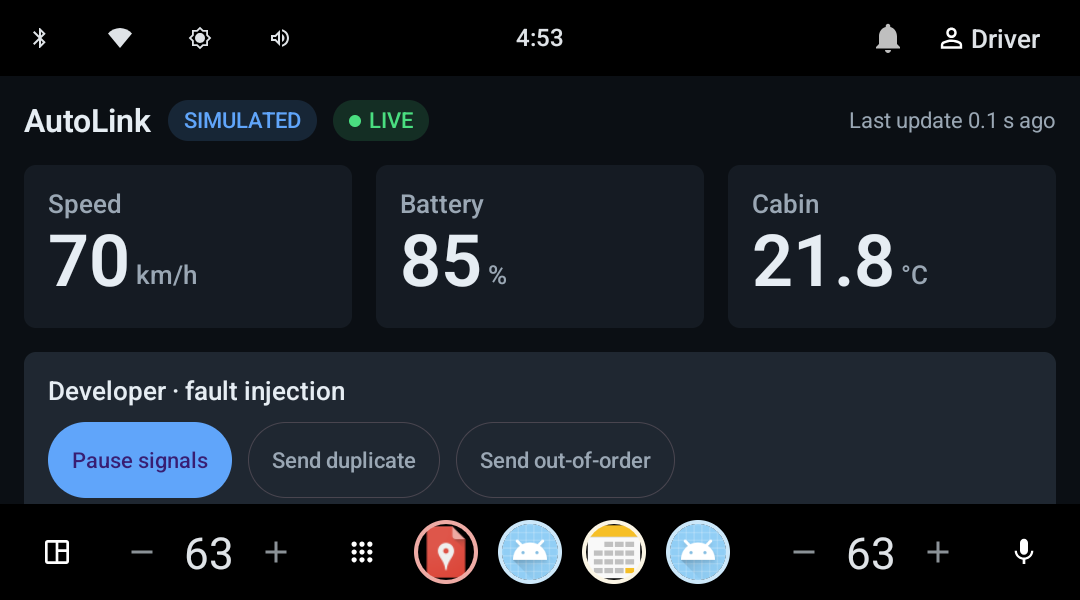 4:53
Driver
AutoLink
SIMULATED
LIVE
Last update 0.1 s ago
Speed
70 km/h
Battery
85 %
Cabin
21.8 °C
Developer · fault injection
Pause signals
Send duplicate
Send out-of-order
63
63